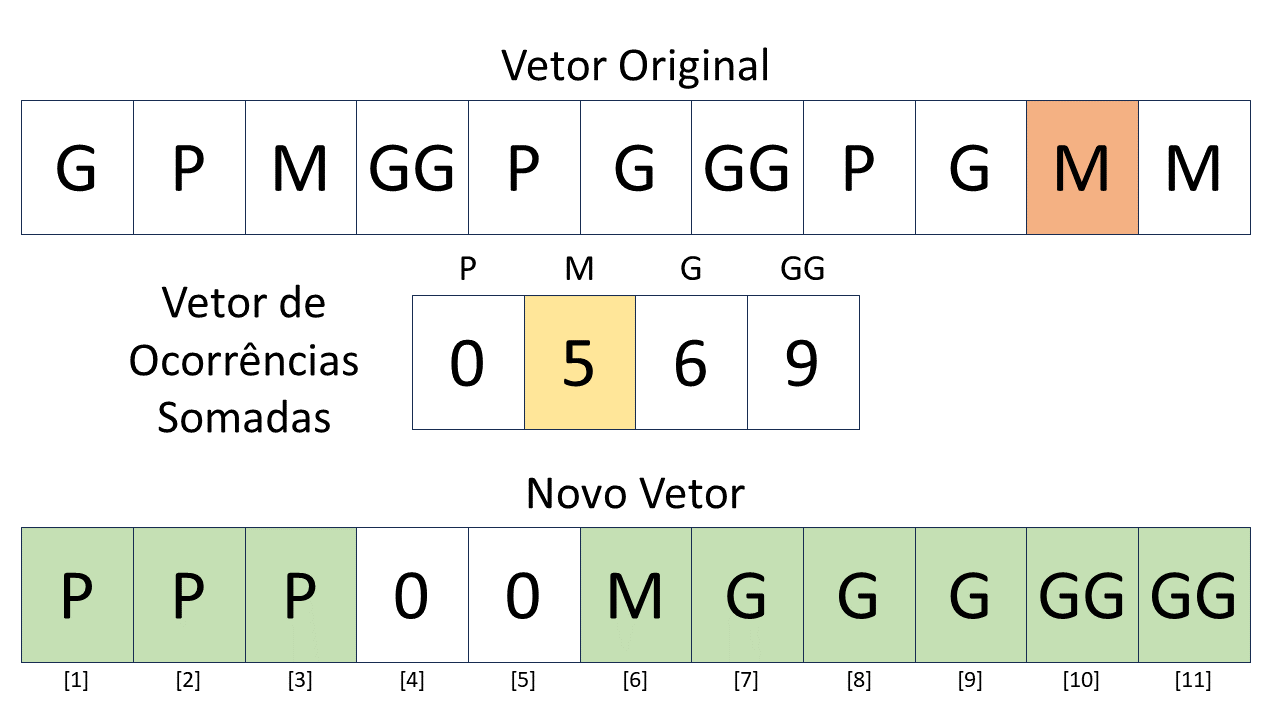 Vetor Original
G P M GG P G GG P G M M
P M G GG
Vetor de
Ocorrências
Somadas
0 5 6 9
Novo Vetor
P P P 0 0 M G G G GG GG
[1] [2] [3] [4] [5] [6] [7] [8] [9] [10] [11]